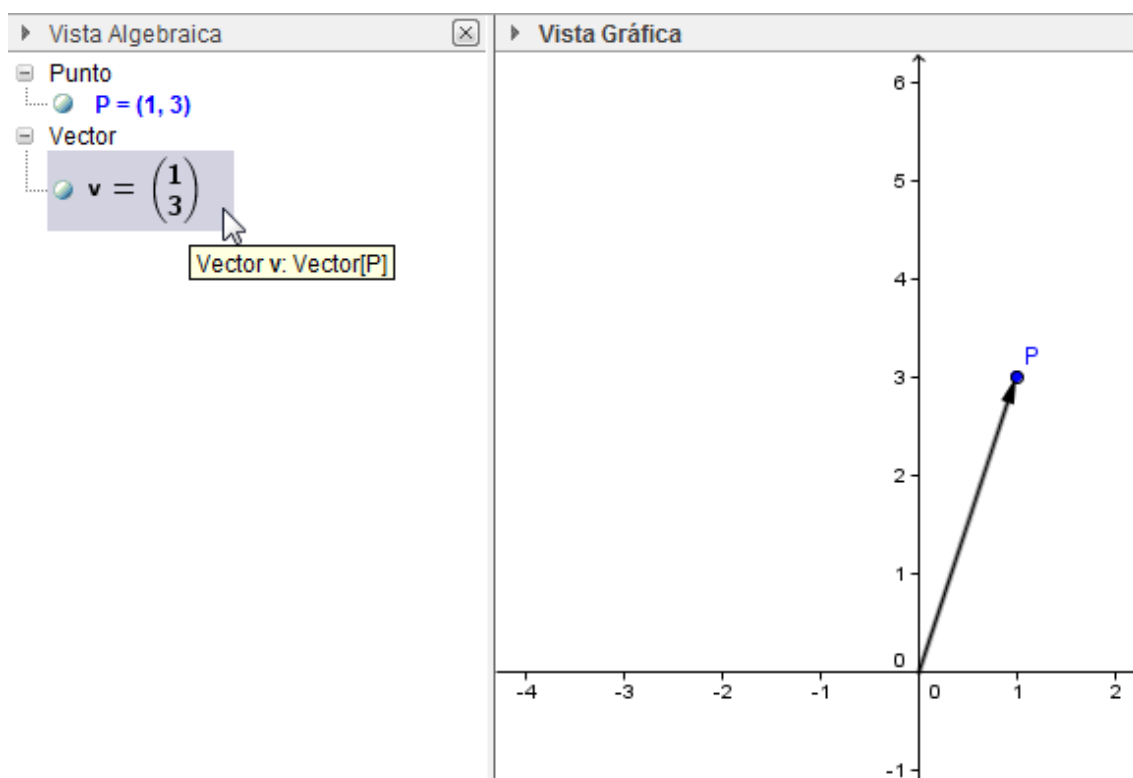 Vista Algebraica
Punto
P = (1, 3)
Vector
v = (1
3)
Vector v: Vector[P]
Vista Gráfica
6
5
4
P
3
2
1
0
-4 -3 -2 -1 0 1 2
-1